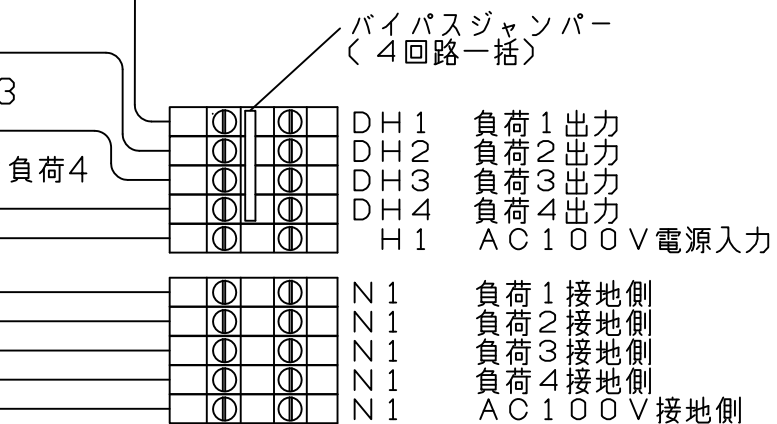 バイパスジャンパー
(4回路一括)
3
DH1 負荷1出力
DH2 負荷2出力
負荷4
DH3 負荷3出力
DH4 負荷4出力
H1 AC100V電源入力
N1 負荷1接地側
N1 負荷2接地側
N1 負荷3接地側
N1 負荷4接地側
N1 AC100V接地側